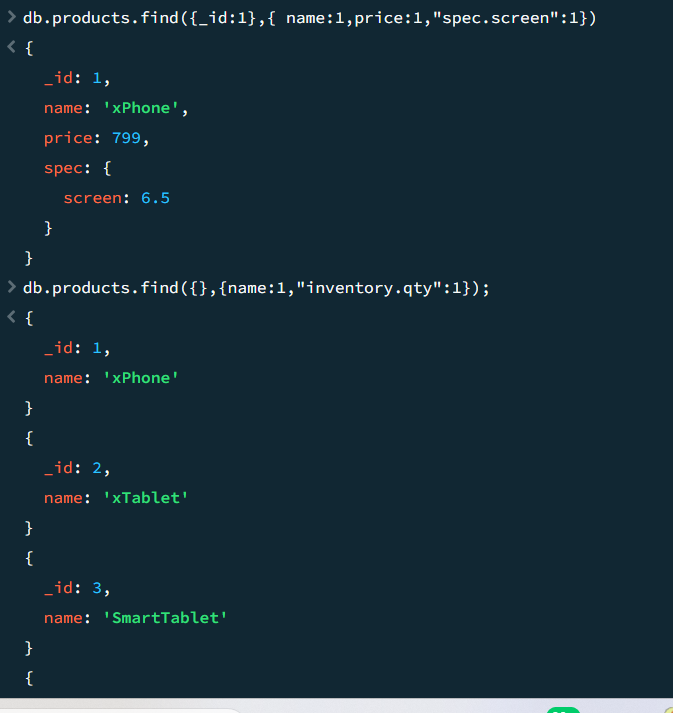 > db.products.find({_id:1},{ name:1,price:1,"spec.screen":1})
< {
_id: 1,
name: 'xPhone',
price: 799,
spec: {
screen: 6.5
}
}
> db.products.find({},{name:1,"inventory.qty":1});
< {
_id: 1,
name: 'xPhone'
}
{
_id: 2,
name: 'xTablet'
}
{
_id: 3,
name: 'SmartTablet'
}
{